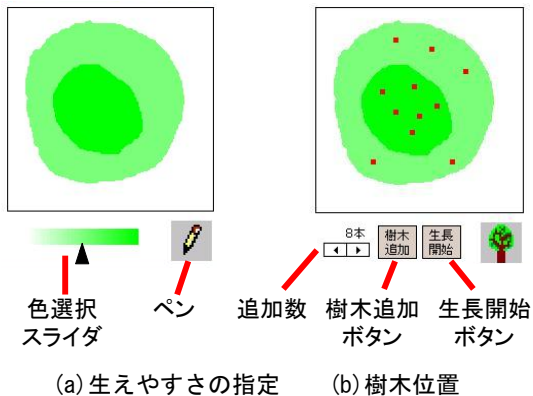 8本
樹木
追加
生長
開始
色選択
スライダ
ペン
追加数
樹木追加
ボタン
生長開始
ボタン
(a)生えやすさの指定
(b)樹木位置